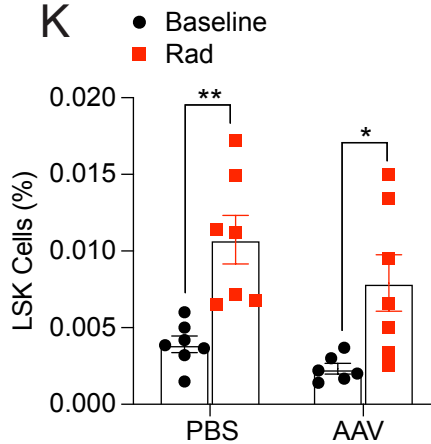 K
Baseline
Rad
LSK Cells (%)
0.020
0.015
0.010
0.005
0.000
**
*
PBS
AAV